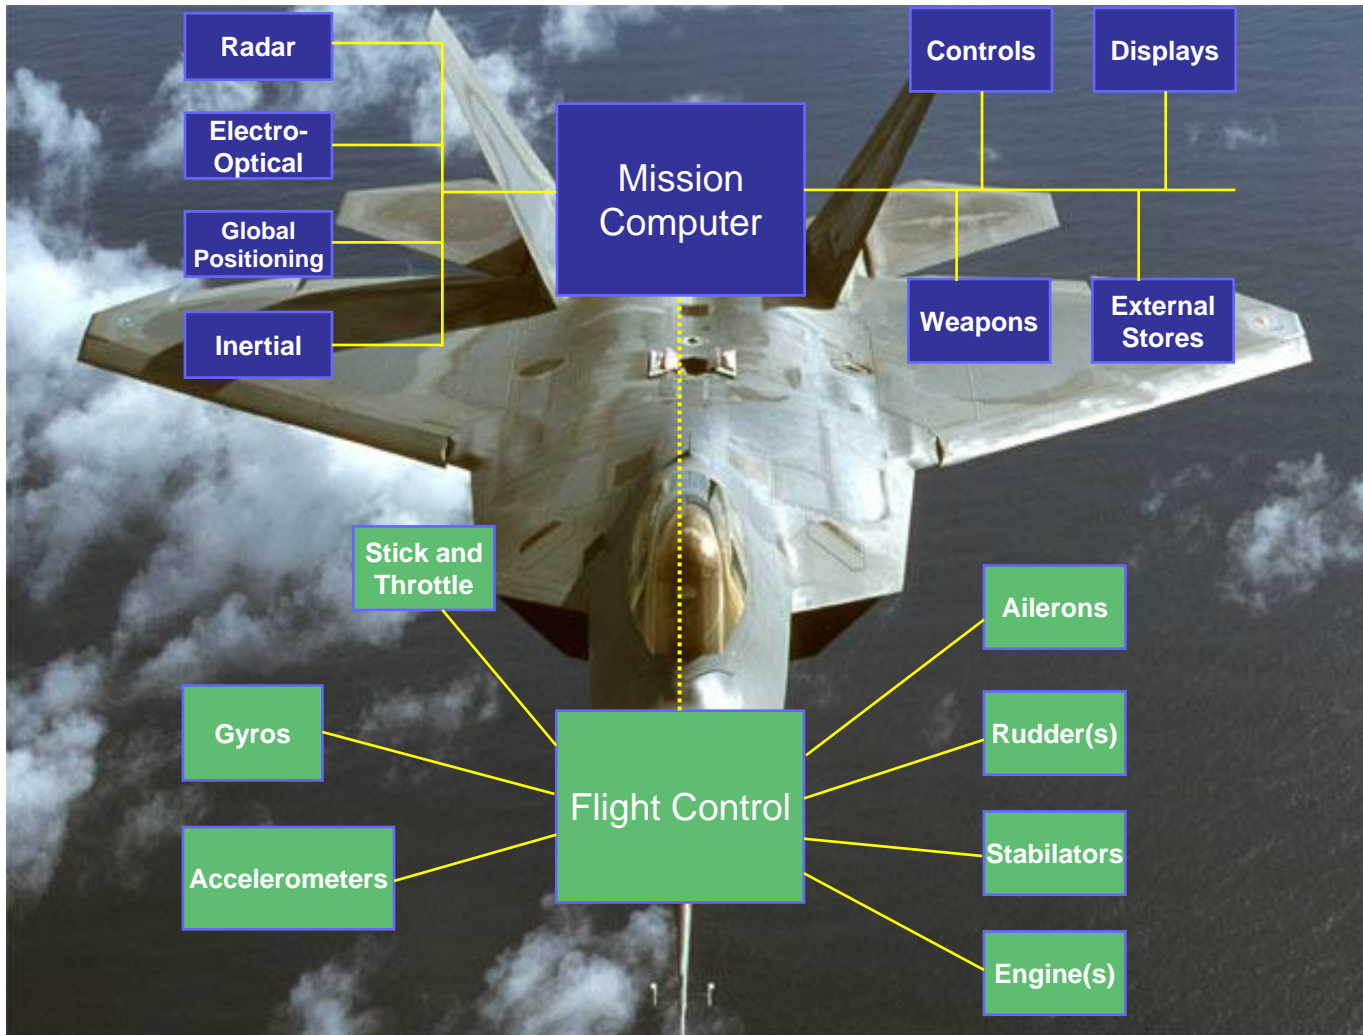 Radar
Electro-
Optical
Global
Positioning
Inertial
Mission
Computer
Controls
Displays
Weapons
External
Stores
Stick and
Throttle
Gyros
Accelerometers
Flight Control
Ailerons
Rudder(s)
Stabilators
Engine(s)